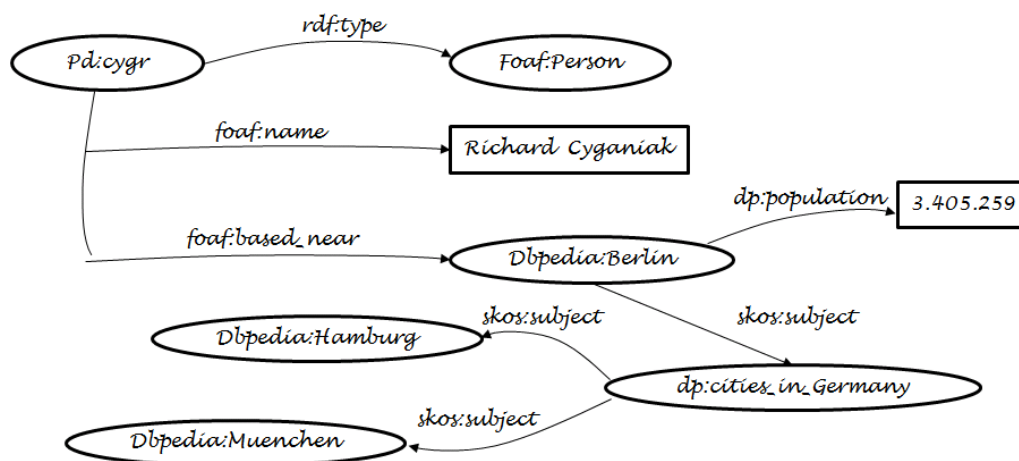 rdf:type
Pd:cygr
Foaf:Person
foaf:name
Richard Cyganiak
dp:population
3.405.259
foaf:based_near
Dbpedia:Berlin
skos:subject
skos:subject
Dbpedia:Hamburg
dp:cities_in_Germany
skos:subject
Dbpedia:Muenchen